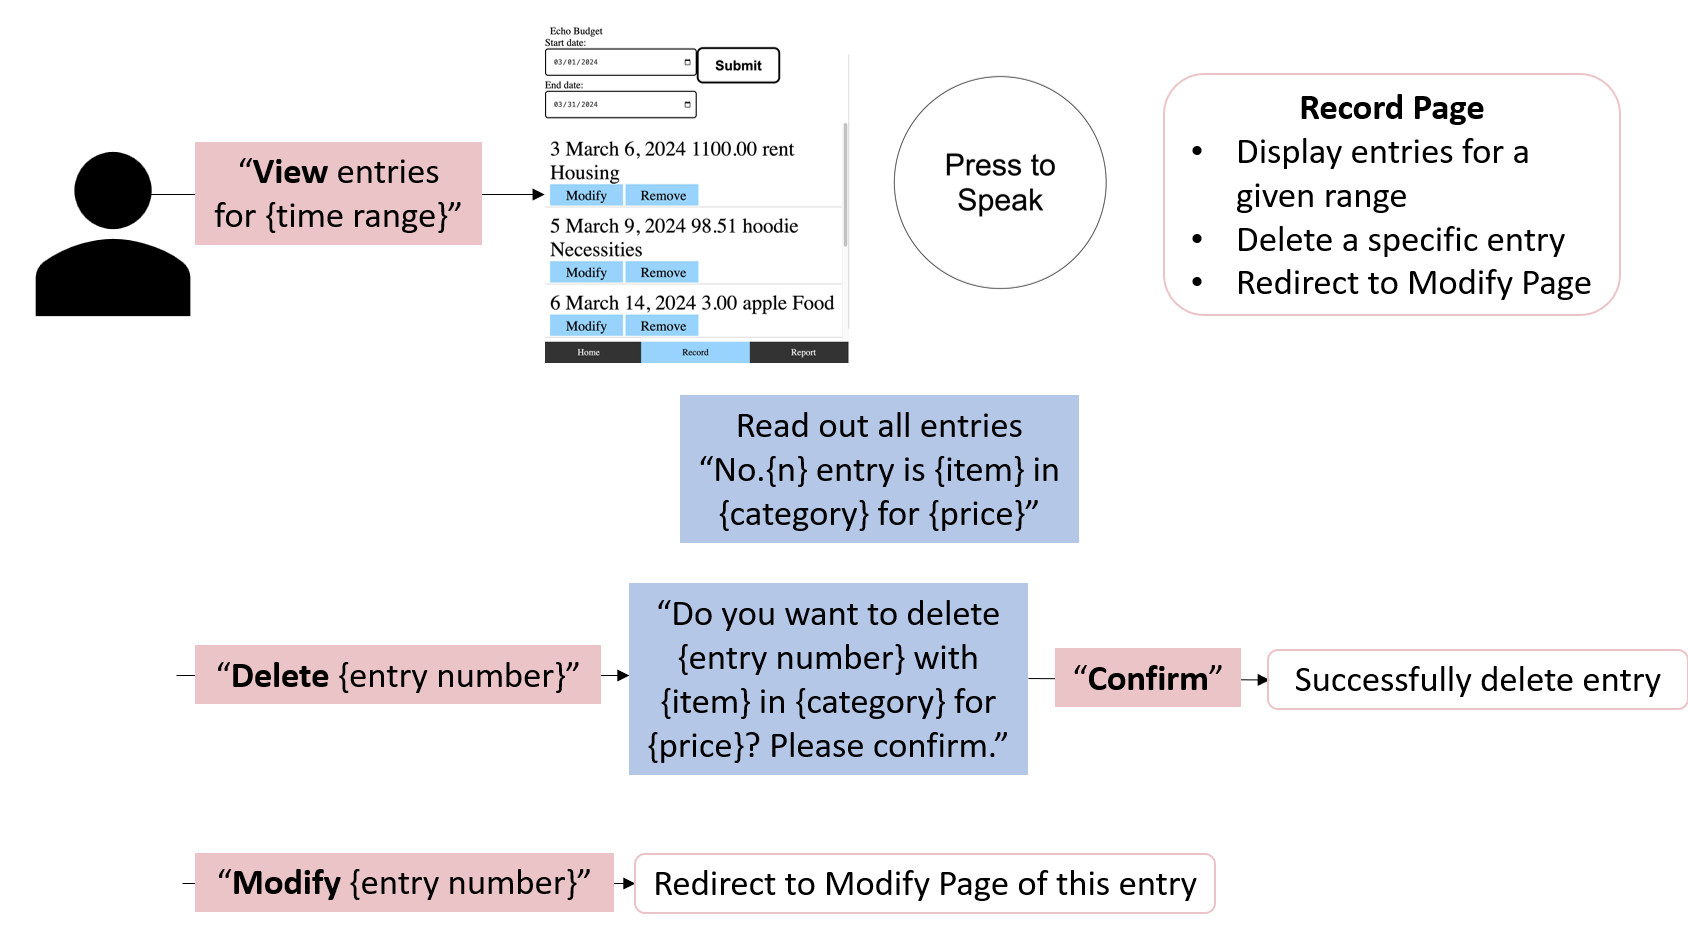 Echo Budget
Start date:
03/01/2024
Submit
End date:
03/31/2024
3 March 6, 2024 1100.00 rent
Housing
Modify Remove
5 March 9, 2024 98.51 hoodie
Necessities
Modify Remove
6 March 14, 2024 3.00 apple Food
Modify Remove
Home Record Report
“View entries
for {time range}”
Press to
Speak
Record Page
• Display entries for a
given range
• Delete a specific entry
• Redirect to Modify Page
Read out all entries
“No.{n} entry is {item} in
{category} for {price}”
“Delete {entry number}”
“Do you want to delete
{entry number} with
{item} in {category} for
{price}? Please confirm.”
“Confirm”
Successfully delete entry
“Modify {entry number}”
Redirect to Modify Page of this entry